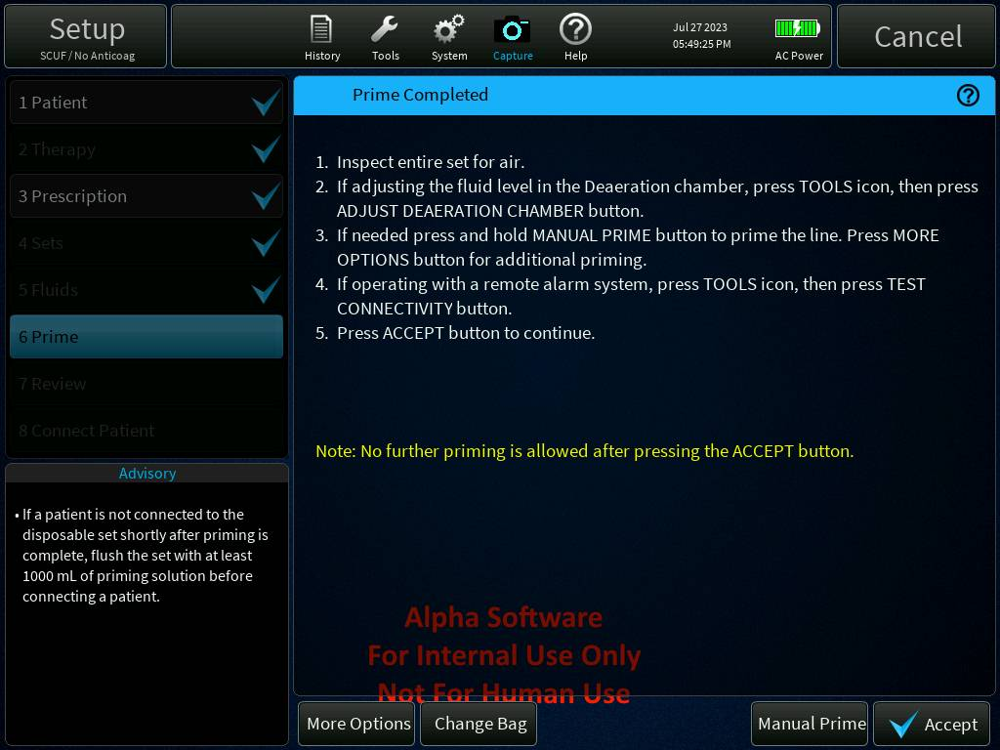 Setup
SCUF / No Anticoag
History
Tools
System
Capture
Help
Jul 27 2023
05:49:25 PM
AC Power
Cancel
1 Patient
2 Therapy
3 Prescription
4 Sets
5 Fluids
6 Prime
7 Review
8 Connect Patient
Advisory
• If a patient is not connected to the
disposable set shortly after priming is
complete, flush the set with at least
1000 mL of priming solution before
connecting a patient.
Prime Completed
?
1. Inspect entire set for air.
2. If adjusting the fluid level in the Deaeration chamber, press TOOLS icon, then press
ADJUST DEAERATION CHAMBER button.
3. If needed press and hold MANUAL PRIME button to prime the line. Press MORE
OPTIONS button for additional priming.
4. If operating with a remote alarm system, press TOOLS icon, then press TEST
CONNECTIVITY button.
5. Press ACCEPT button to continue.
Note: No further priming is allowed after pressing the ACCEPT button.
Alpha Software
For Internal Use Only
Not For Human Use
More Options
Change Bag
Manual Prime
Accept